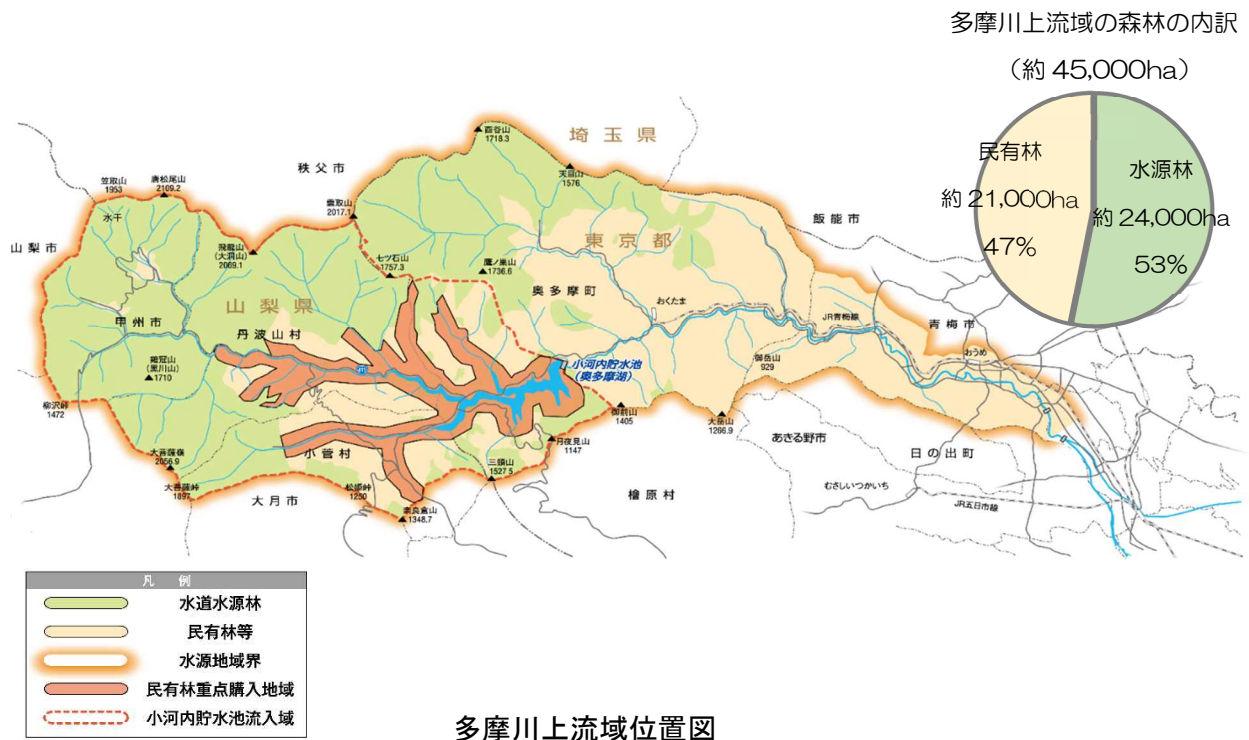 多摩川上流域の森林の内訳
（約 45,000ha）
民有林
約 21,000ha
47%
水源林
約 24,000ha
53%
埼玉県
秩父市
酉谷山
1718.3
天目山
1576
笠取山
1953
唐松尾山
2109.2
水干
雲取山
2017.1
飯能市
山梨市
飛龍山
(大洞山)
2069.1
七ツ石山
1757.3
鷹ノ巣山
1736.6
東京都
奥多摩町
おくたま
JR青梅線
青梅市
おうめ
山梨県
甲州市
丹波山村
鶏冠山
(黒川山)
1710
小河内貯水池
(奥多摩湖)
御岳山
929
柳沢峠
1472
御前山
1405
大岳山
1266.9
あきる野市
日の出町
大菩薩嶺
2056.9
大菩薩峠
1897
小菅村
月夜見山
1147
三頭山
1527.5
大月市
松姫峠
1250
奈良倉山
1348.7
檜原村
むさしいつかいち
JR五日市線
凡 例
水道水源林
民有林等
水源地域界
民有林重点購入地域
小河内貯水池流入域
多摩川上流域位置図